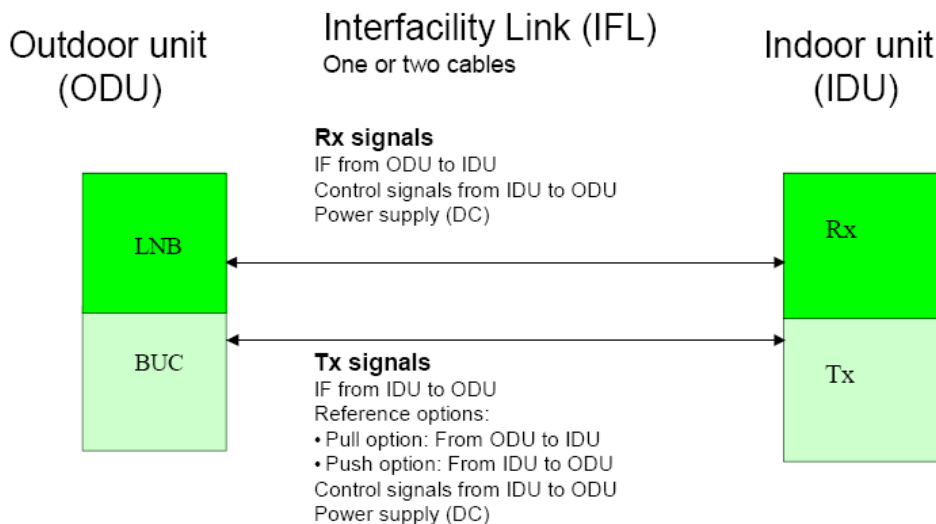 Outdoor unit
(ODU)
Interfacility Link (IFL)
One or two cables
Indoor unit
(IDU)
Rx signals
IF from ODU to IDU
Control signals from IDU to ODU
Power supply (DC)
LNB
Rx
BUC
Tx
Tx signals
IF from IDU to ODU
Reference options:
• Pull option: From ODU to IDU
• Push option: From IDU to ODU
Control signals from IDU to ODU
Power supply (DC)